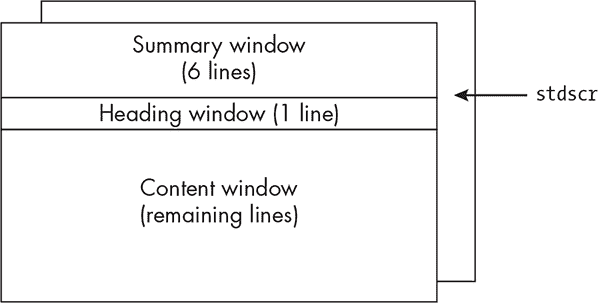 Summary window
(6 lines)
Heading window (1 line)
stdscr
Content window
(remaining lines)